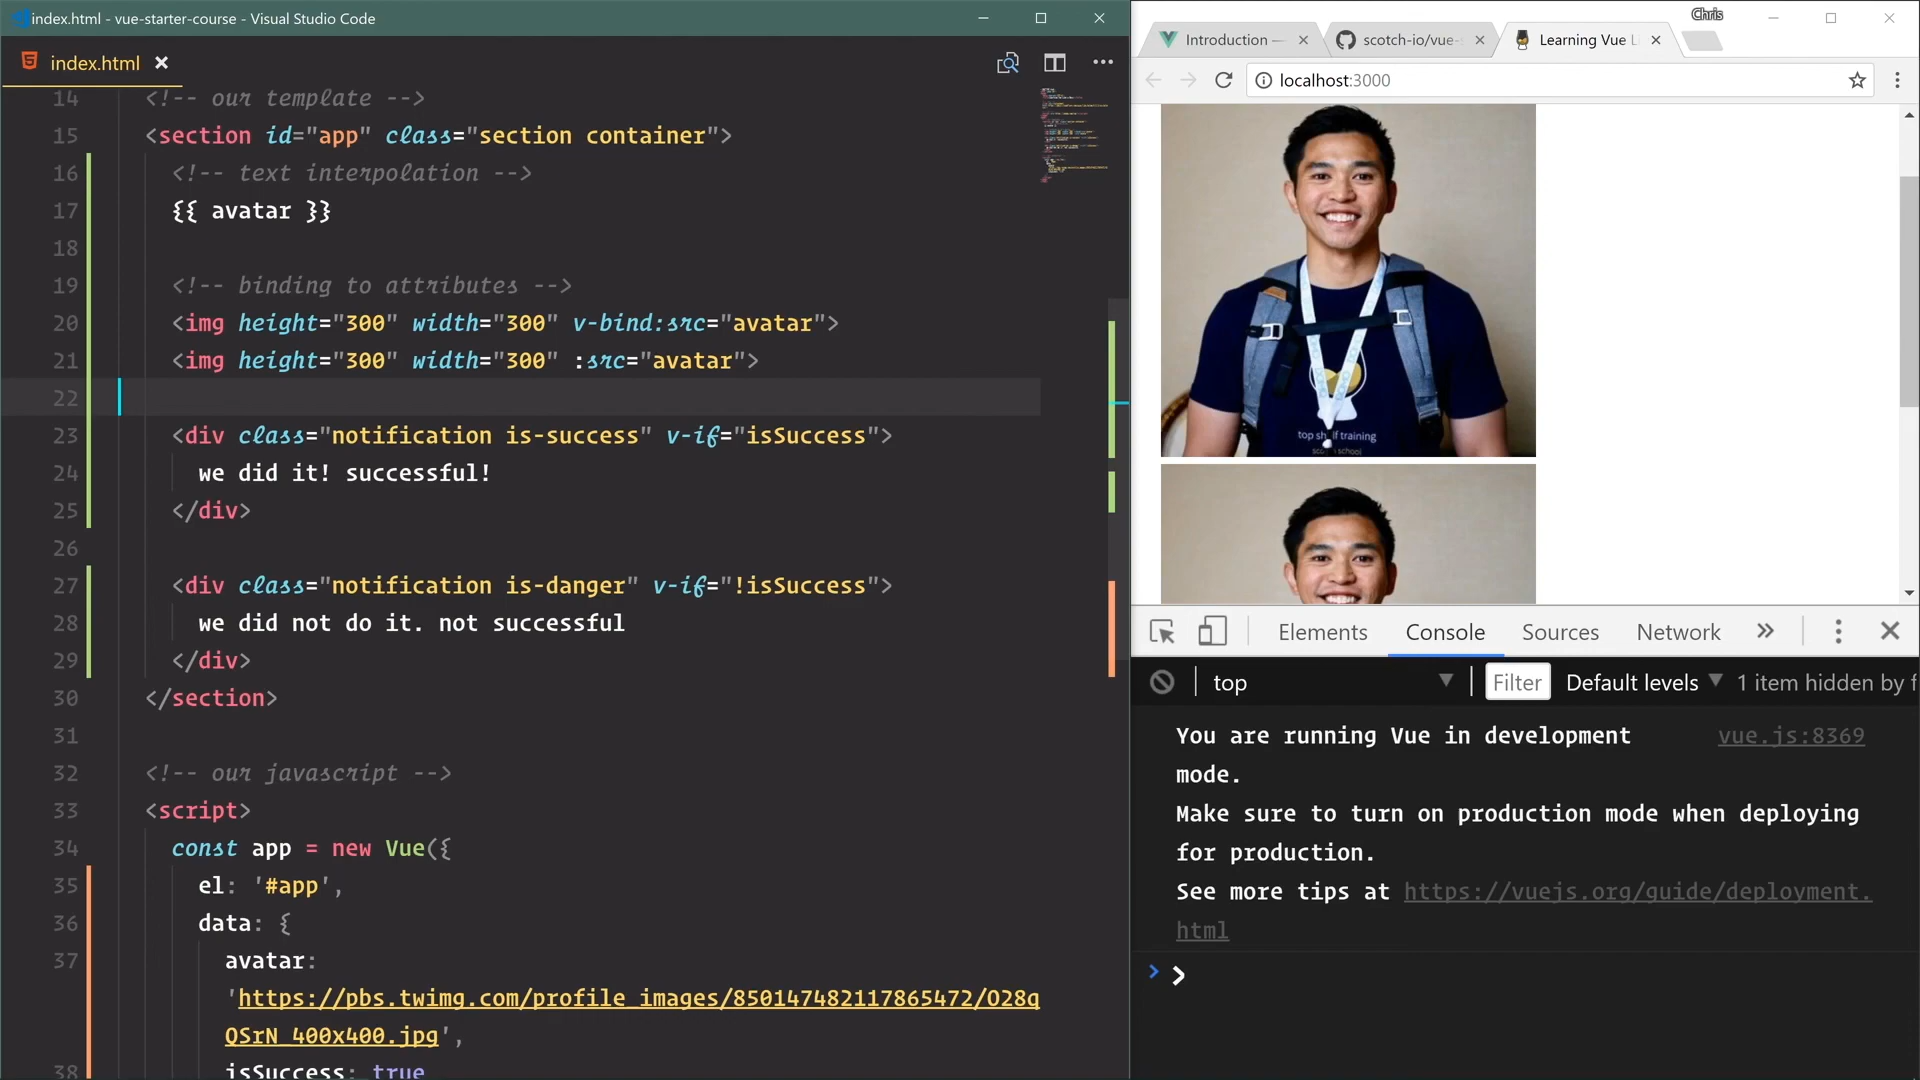 index.html - vue-starter-course - Visual Studio Code
index.html
14 <!-- our template -->
15 <section id="app" class="section container">
16 <!-- text interpolation -->
17 {{ avatar }}
18
19 <!-- binding to attributes -->
20 <img height="300" width="300" v-bind:src="avatar">
21 <img height="300" width="300" :src="avatar">
22
23 <div class="notification is-success" v-if="isSuccess">
24 we did it! successful!
25 </div>
26
27 <div class="notification is-danger" v-if="!isSuccess">
28 we did not do it. not successful
29 </div>
30 </section>
31
32 <!-- our javascript -->
33 <script>
34 const app = new Vue({
35 el: '#app',
36 data: {
37 avatar:
'https://pbs.twimg.com/profile_images/850147482117865472/O28q
QSrN_400x400.jpg',
38 isSuccess: true
Chris
Introduction —
scotch-io/vue-
Learning Vue
localhost:3000
top shelf training
school
Elements Console Sources Network
top Filter Default levels 1 item hidden by f
You are running Vue in development vue.js:8369
mode.
Make sure to turn on production mode when deploying
for production.
See more tips at https://vuejs.org/guide/deployment.
html